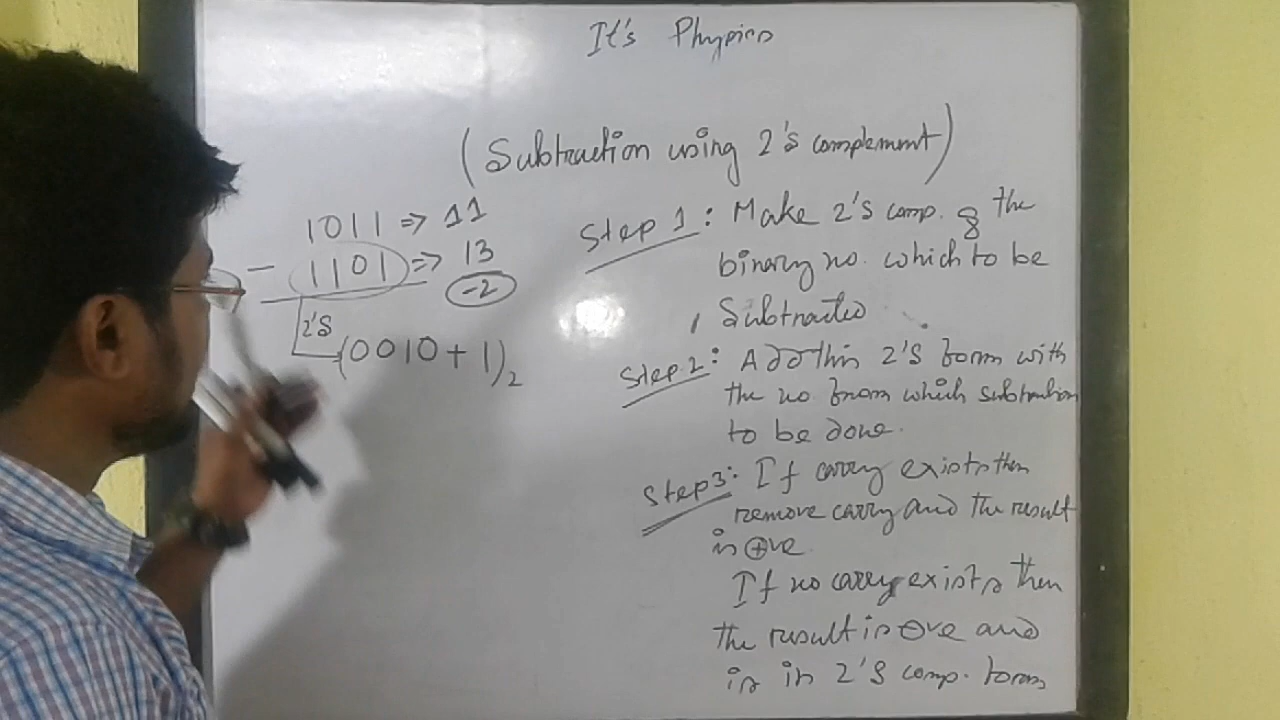 It's Physics
(Subtraction using 2's complement)
1011 => 11
- 1101 => 13
-2
2's
(0010 + 1)₂
Step 1: Make 2's comp. of the
binary no. which to be
Subtracted
Step 2: Add this 2's form with
the no. from which subtraction
to be done.
Step 3: If carry exists then
remove carry and the result
is ⊕ve.
If no carry exists then
the result is ⊖ve and
is in 2's comp. form